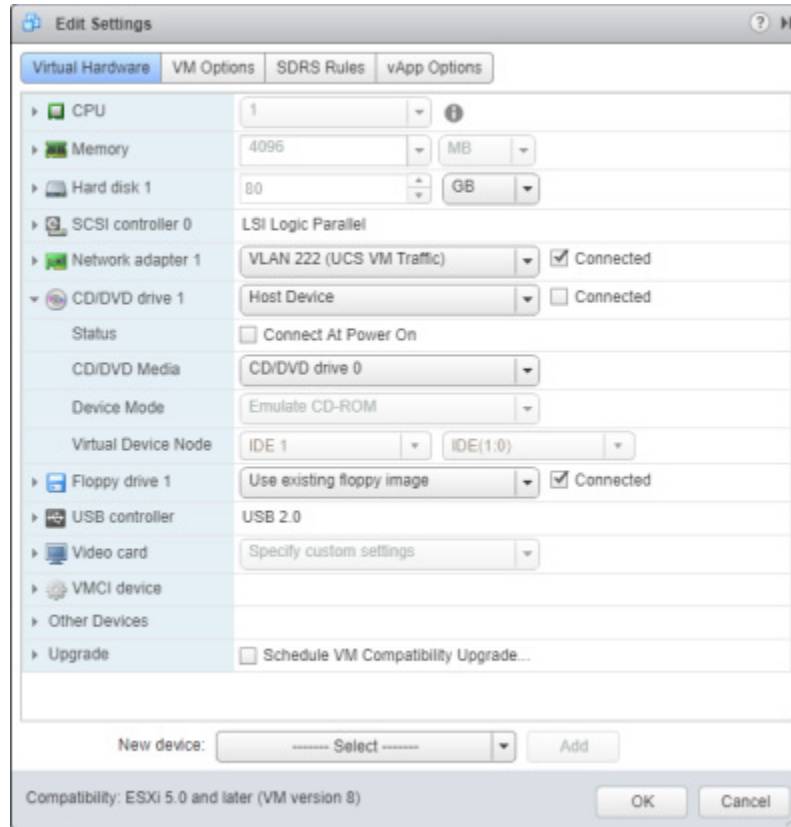 Edit Settings
Virtual Hardware VM Options SDRS Rules vApp Options
CPU 1
Memory 4096 MB
Hard disk 1 80 GB
SCSI controller 0 LSI Logic Parallel
Network adapter 1 VLAN 222 (UCS VM Traffic) Connected
CD/DVD drive 1 Host Device Connected
Status Connect At Power On
CD/DVD Media CD/DVD drive 0
Device Mode Emulate CD-ROM
Virtual Device Node IDE 1 IDE(1:0)
Floppy drive 1 Use existing floppy image Connected
USB controller USB 2.0
Video card Specify custom settings
VMCI device
Other Devices
Upgrade Schedule VM Compatibility Upgrade...
New device: ------- Select ------- Add
Compatibility: ESXi 5.0 and later (VM version 8) OK Cancel